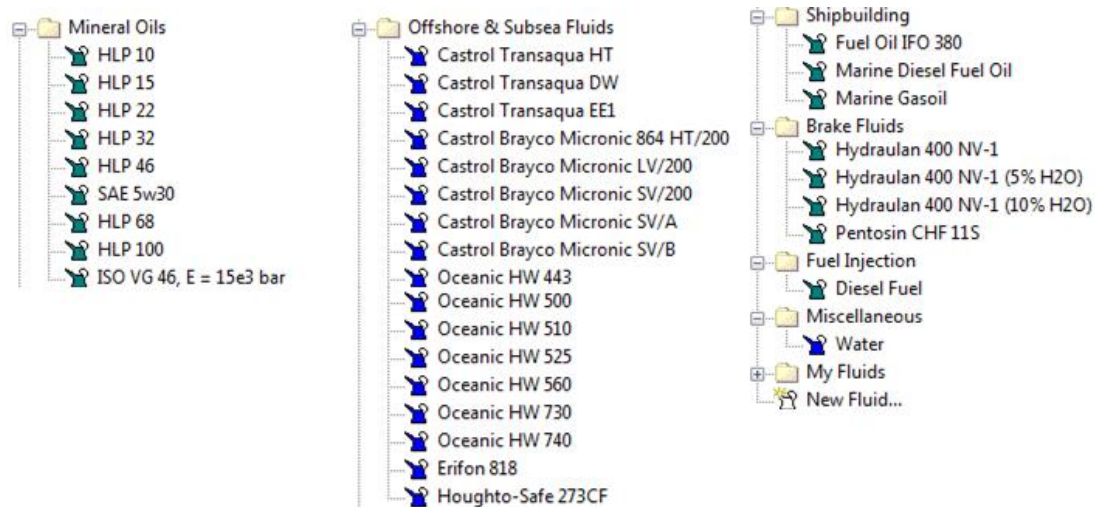 Mineral Oils
HLP 10
HLP 15
HLP 22
HLP 32
HLP 46
SAE 5w30
HLP 68
HLP 100
ISO VG 46, E = 15e3 bar
Offshore & Subsea Fluids
Castrol Transaqua HT
Castrol Transaqua DW
Castrol Transaqua EE1
Castrol Brayco Micronic 864 HT/200
Castrol Brayco Micronic LV/200
Castrol Brayco Micronic SV/200
Castrol Brayco Micronic SV/A
Castrol Brayco Micronic SV/B
Oceanic HW 443
Oceanic HW 500
Oceanic HW 510
Oceanic HW 525
Oceanic HW 560
Oceanic HW 730
Oceanic HW 740
Erifon 818
Houghto-Safe 273CF
Shipbuilding
Fuel Oil IFO 380
Marine Diesel Fuel Oil
Marine Gasoil
Brake Fluids
Hydraulan 400 NV-1
Hydraulan 400 NV-1 (5% H2O)
Hydraulan 400 NV-1 (10% H2O)
Pentosin CHF 11S
Fuel Injection
Diesel Fuel
Miscellaneous
Water
My Fluids
New Fluid...